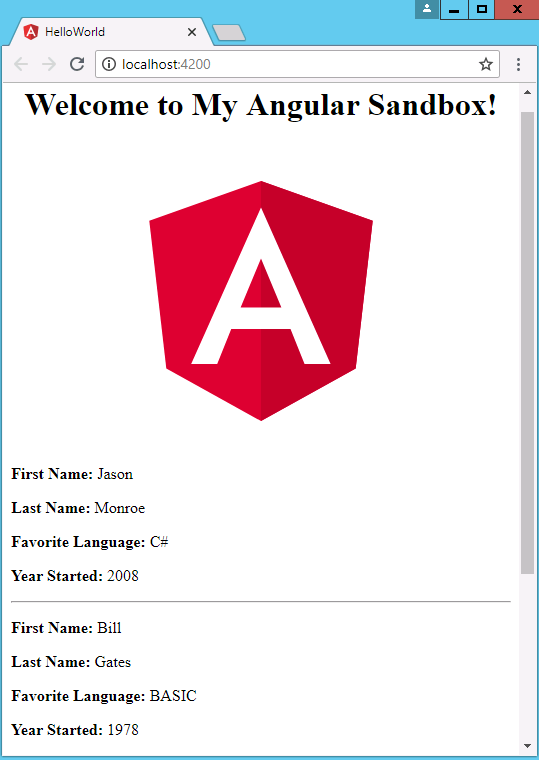 HelloWorld
localhost:4200
Welcome to My Angular Sandbox!
A
First Name: Jason
Last Name: Monroe
Favorite Language: C#
Year Started: 2008
First Name: Bill
Last Name: Gates
Favorite Language: BASIC
Year Started: 1978